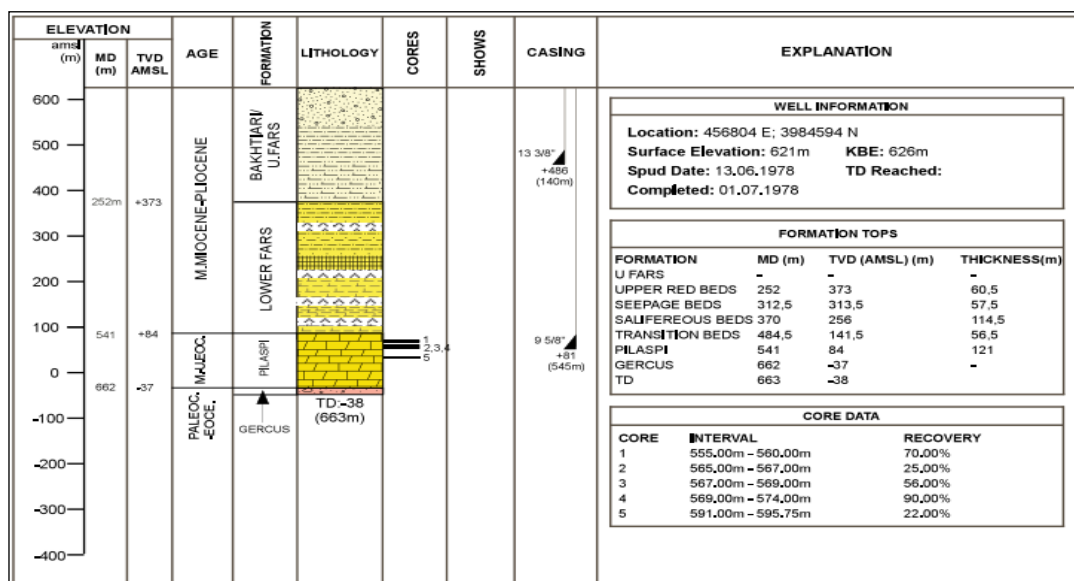 ELEVATION
amsl (m)
MD (m)
TVD AMSL
AGE
FORMATION
LITHOLOGY
CORES
SHOWS
CASING
EXPLANATION
600
500
400
300
200
100
0
-100
-200
-300
-400
252m
541
662
+373
+84
-37
M.MIOCENE-PLIOCENE
M.-U.EOC.
PALEOC.
-EOCE.
BAKHTIARI/
U.FARS
LOWER FARS
PILASPI
GERCUS
TD:-38
(663m)
1
2,3,4
5
13 3/8"
+486
(140m)
9 5/8"
+81
(545m)
WELL INFORMATION
Location: 456804 E; 3984594 N
Surface Elevation: 621m KBE: 626m
Spud Date: 13.06.1978 TD Reached:
Completed: 01.07.1978
FORMATION TOPS
FORMATION MD (m) TVD (AMSL) (m) THICKNESS(m)
U FARS - - -
UPPER RED BEDS 252 373 60,5
SEEPAGE BEDS 312,5 313,5 57,5
SALIFEREOUS BEDS 370 256 114,5
TRANSITION BEDS 484,5 141,5 56,5
PILASPI 541 84 121
GERCUS 662 -37 -
TD 663 -38
CORE DATA
CORE INTERVAL RECOVERY
1 555.00m - 560.00m 70.00%
2 565.00m - 567.00m 25.00%
3 567.00m - 569.00m 56.00%
4 569.00m - 574.00m 90.00%
5 591.00m - 595.75m 22.00%